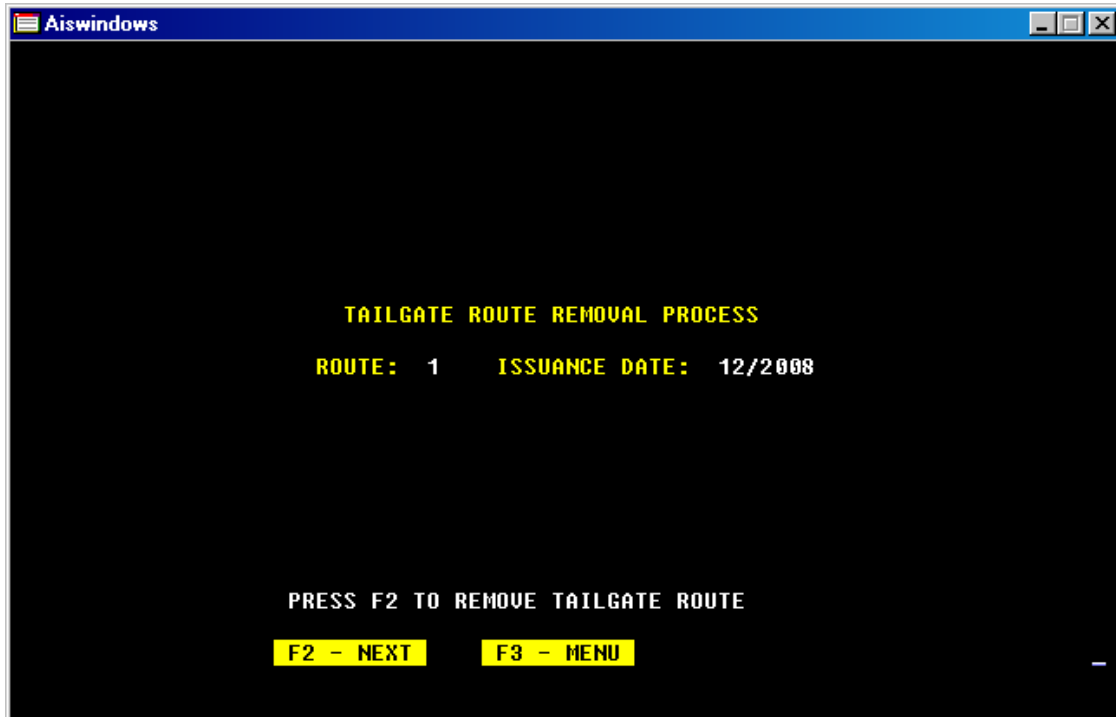 Aiswindows
TAILGATE ROUTE REMOVAL PROCESS
ROUTE: 1 ISSUANCE DATE: 12/2008
PRESS F2 TO REMOVE TAILGATE ROUTE
F2 - NEXT F3 - MENU